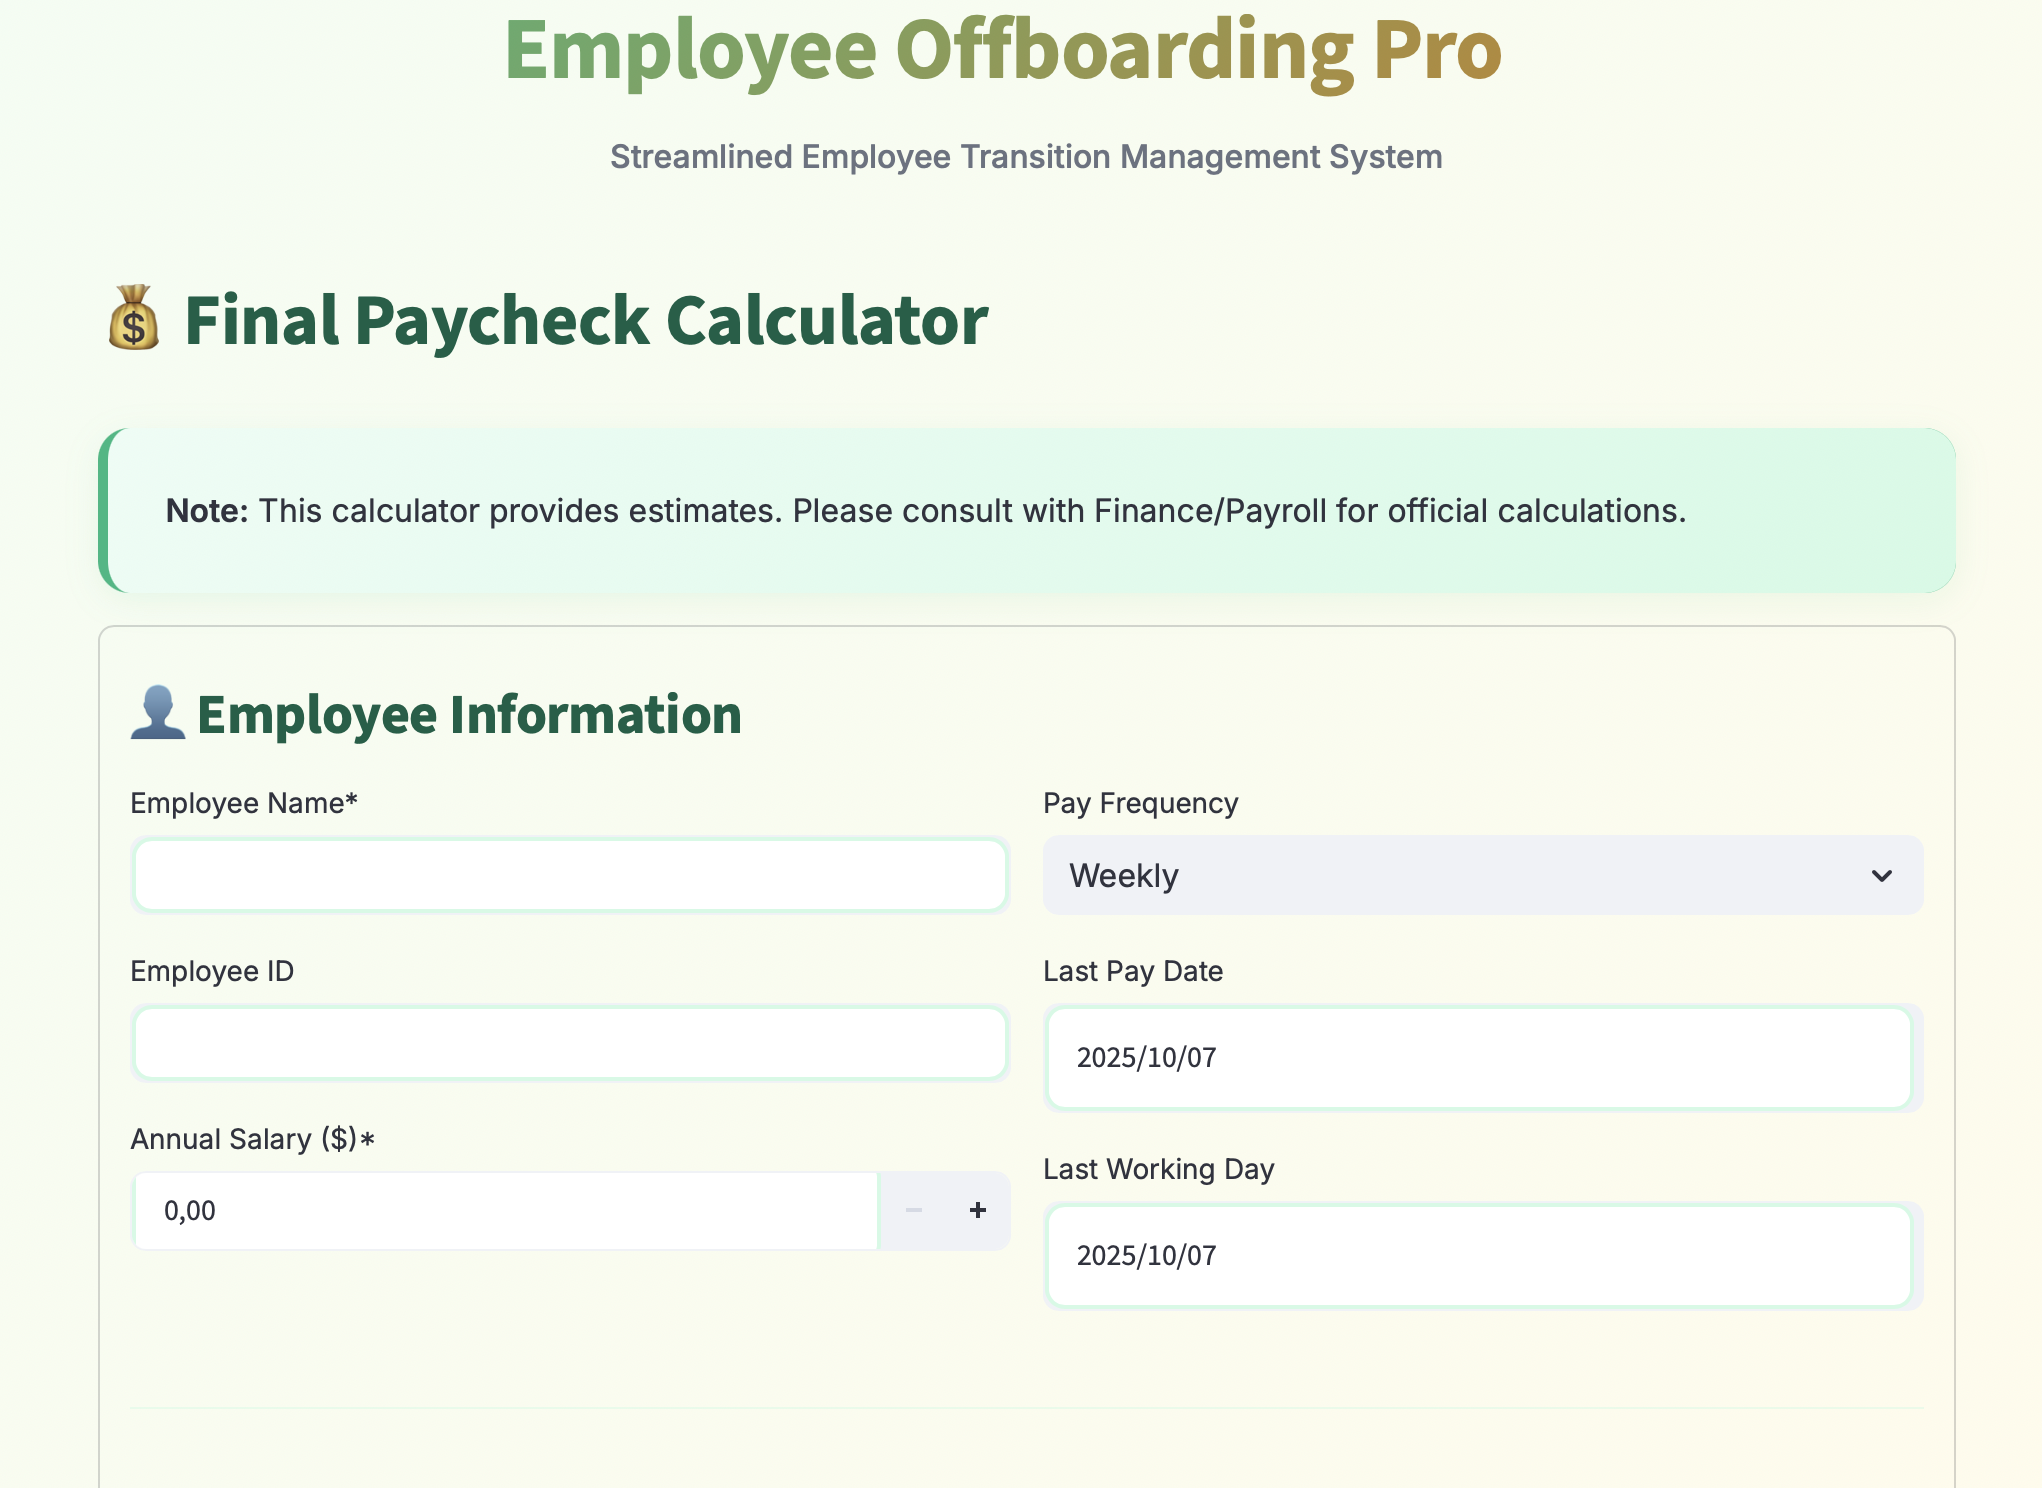 Employee Offboarding Pro
Streamlined Employee Transition Management System
Final Paycheck Calculator
Note: This calculator provides estimates. Please consult with Finance/Payroll for official calculations.
Employee Information
Employee Name*
Employee ID
Annual Salary ($)*
0,00
Pay Frequency
Weekly
Last Pay Date
2025/10/07
Last Working Day
2025/10/07